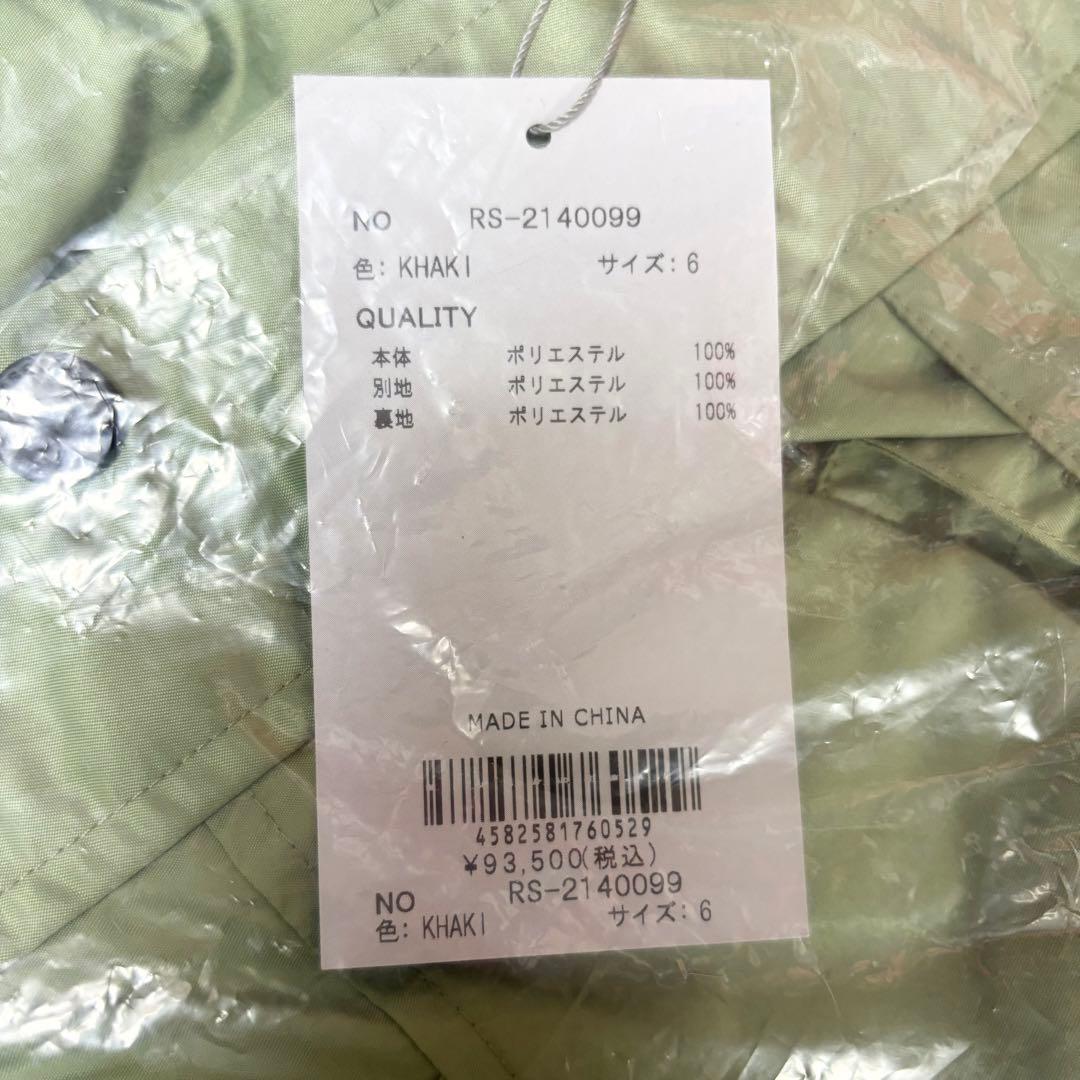 NO RS-2140099
色: KHAKI サイズ: 6
QUALITY
本体 ポリエステル 100%
別地 ポリエステル 100%
裏地 ポリエステル 100%
MADE IN CHINA
4582581760529
¥93,500(税込)
NO RS-2140099
色: KHAKI サイズ: 6